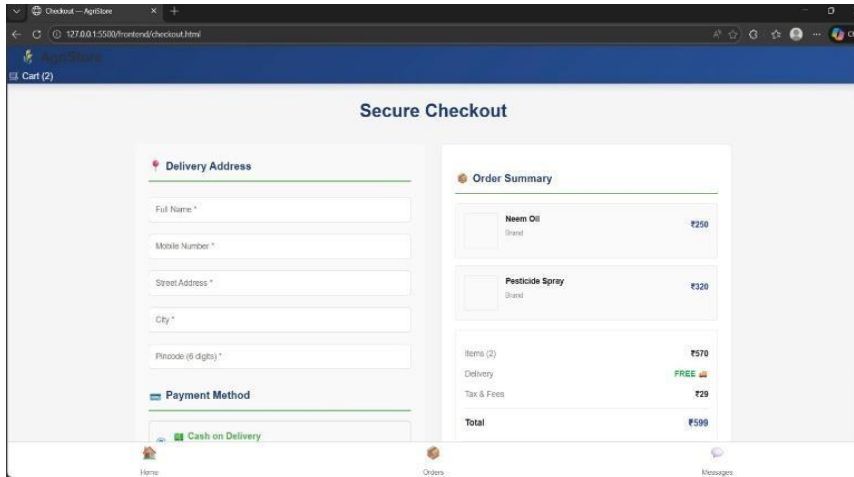 Checkout — AgriStore
127.0.0.1:5500/frontend/checkout.html
AgriStore
Cart (2)
Secure Checkout
Delivery Address
Full Name *
Mobile Number *
Street Address *
City *
Pincode (6 digits) *
Payment Method
Cash on Delivery
Order Summary
Neem Oil
Brand
₹250
Pesticide Spray
Brand
₹320
Items (2) ₹570
Delivery FREE
Tax & Fees ₹29
Total ₹599
Home
Orders
Messages